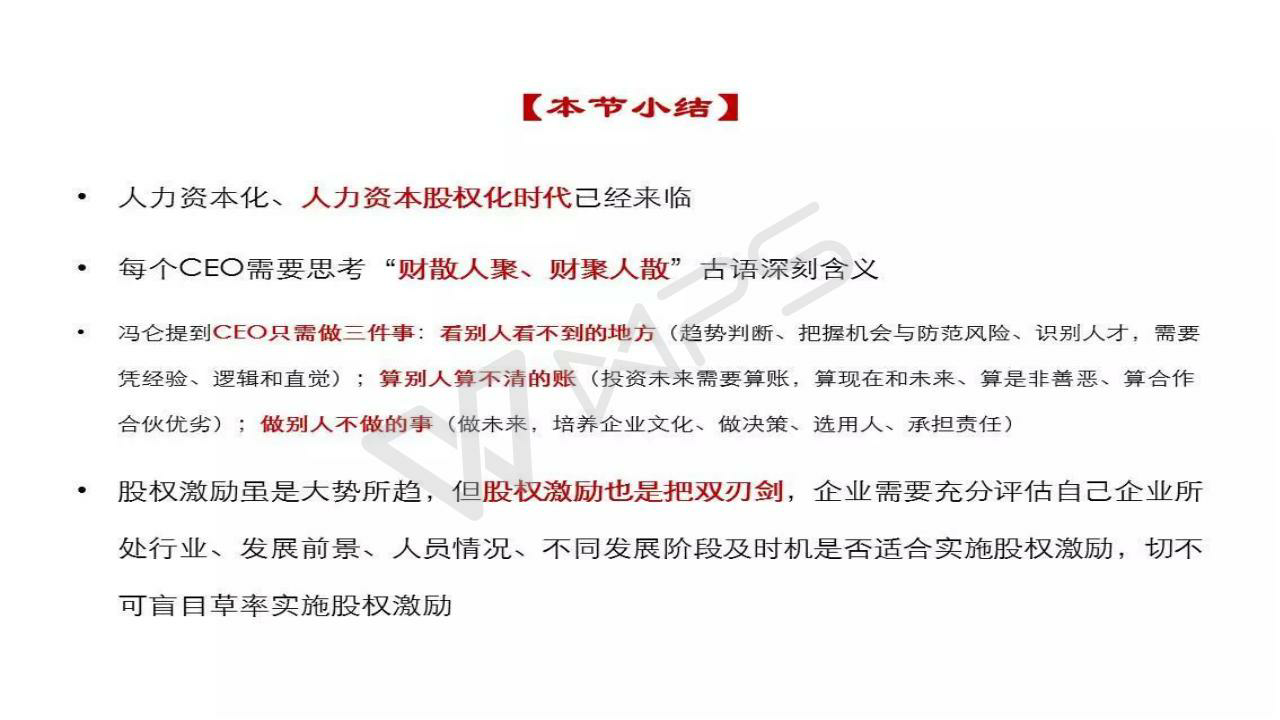 【本节小结】
• 人力资本化、人力资本股权化时代已经来临
• 每个CEO需要思考“财散人聚、财聚人散”古语深刻含义
• 冯仑提到CEO只需做三件事：看别人看不到的地方（趋势判断、把握机会与防范风险、识别人才，需要
凭经验、逻辑和直觉）；算别人算不清的账（投资未来需要算账，算现在和未来、算是非善恶、算合作
合伙优劣）；做别人不做的事（做未来，培养企业文化、做决策、选用人、承担责任）
• 股权激励虽是大势所趋，但股权激励也是把双刃剑，企业需要充分评估自己企业所
处行业、发展前景、人员情况、不同发展阶段及时机是否适合实施股权激励，切不
可盲目草率实施股权激励
WPS